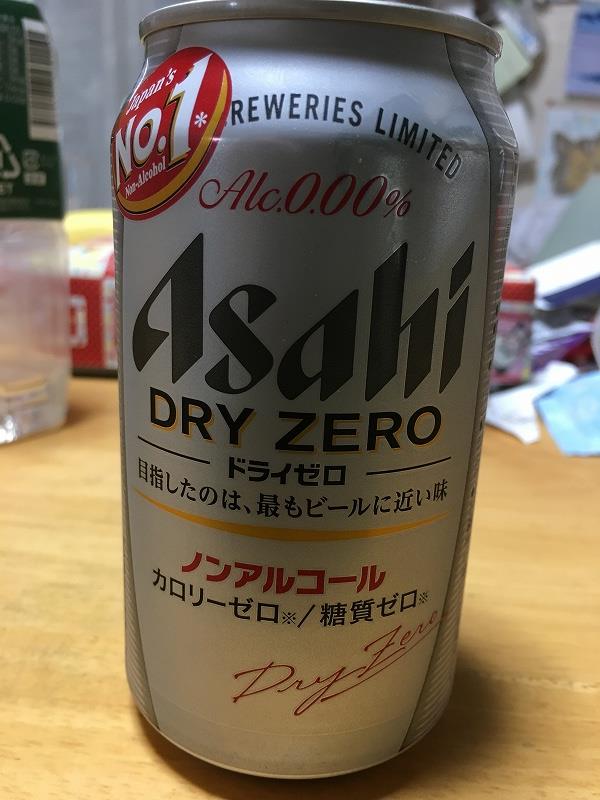 Japan's
No.1*
Non-Alcohol
REWERIES LIMITED
Alc.0.00%
Asahi
DRY ZERO
ドライゼロ
目指したのは、最もビールに近い味
ノンアルコール
カロリーゼロ※/糖質ゼロ※
Dry Zero